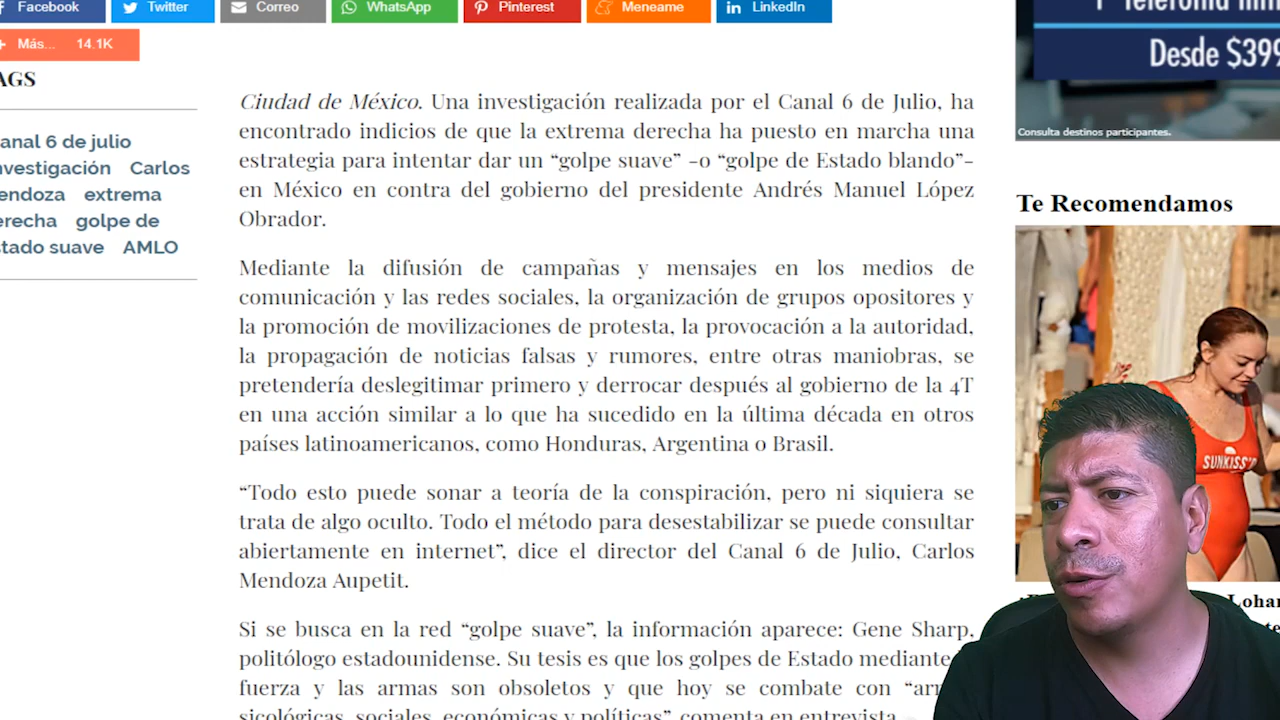 Facebook
Twitter
Correo
WhatsApp
Pinterest
Meneame
LinkedIn
Más... 14.1K
AGS
anal 6 de julio
nvestigación Carlos
endoza extrema
erecha golpe de
stado suave AMLO
Ciudad de México. Una investigación realizada por el Canal 6 de Julio, ha
encontrado indicios de que la extrema derecha ha puesto en marcha una
estrategia para intentar dar un “golpe suave” -o “golpe de Estado blando”-
en México en contra del gobierno del presidente Andrés Manuel López
Obrador.
Mediante la difusión de campañas y mensajes en los medios de
comunicación y las redes sociales, la organización de grupos opositores y
la promoción de movilizaciones de protesta, la provocación a la autoridad,
la propagación de noticias falsas y rumores, entre otras maniobras, se
pretendería deslegitimar primero y derrocar después al gobierno de la 4T
en una acción similar a lo que ha sucedido en la última década en otros
países latinoamericanos, como Honduras, Argentina o Brasil.
“Todo esto puede sonar a teoría de la conspiración, pero ni siquiera se
trata de algo oculto. Todo el método para desestabilizar se puede consultar
abiertamente en internet”, dice el director del Canal 6 de Julio, Carlos
Mendoza Aupetit.
Si se busca en la red “golpe suave”, la información aparece: Gene Sharp,
politólogo estadounidense. Su tesis es que los golpes de Estado mediante
fuerza y las armas son obsoletos y que hoy se combate con
sicológicas, sociales, económicas y políticas”, comenta en entrevista.
Desde $399
Consulta destinos participantes.
Te Recomendamos
SUNKISS'D
Lohan